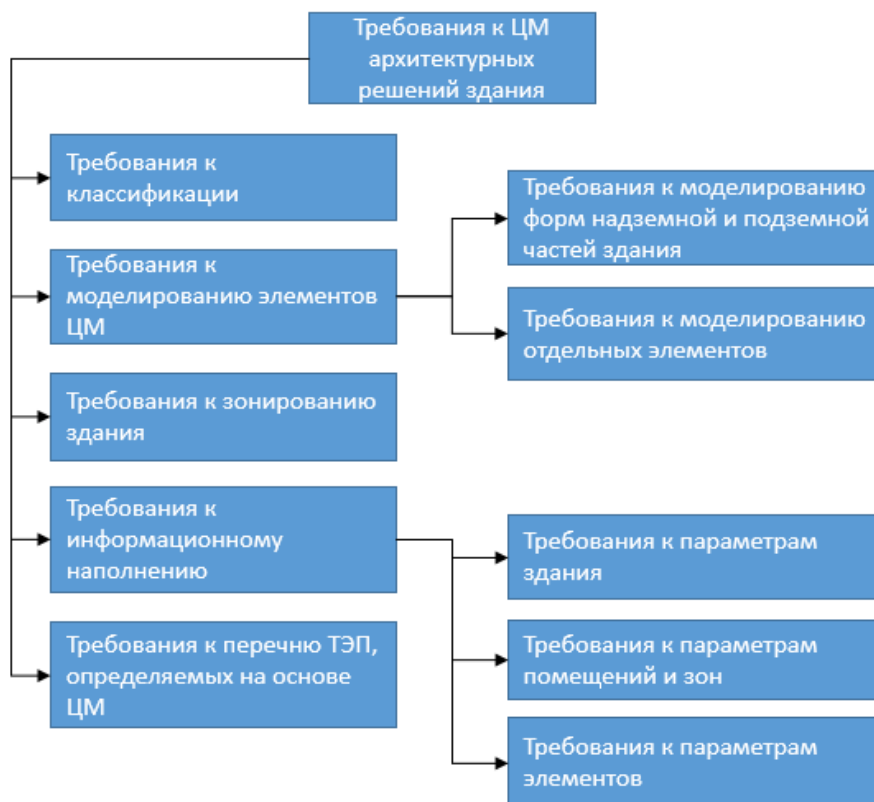 Требования к ЦМ
архитектурных
решений здания
Требования к
классификации
Требования к
моделированию элементов
ЦМ
Требования к моделированию
форм надземной и подземной
частей здания
Требования к моделированию
отдельных элементов
Требования к зонированию
здания
Требования к
информационному
наполнению
Требования к параметрам
здания
Требования к параметрам
помещений и зон
Требования к параметрам
элементов
Требования к перечню ТЭП,
определяемых на основе
ЦМ